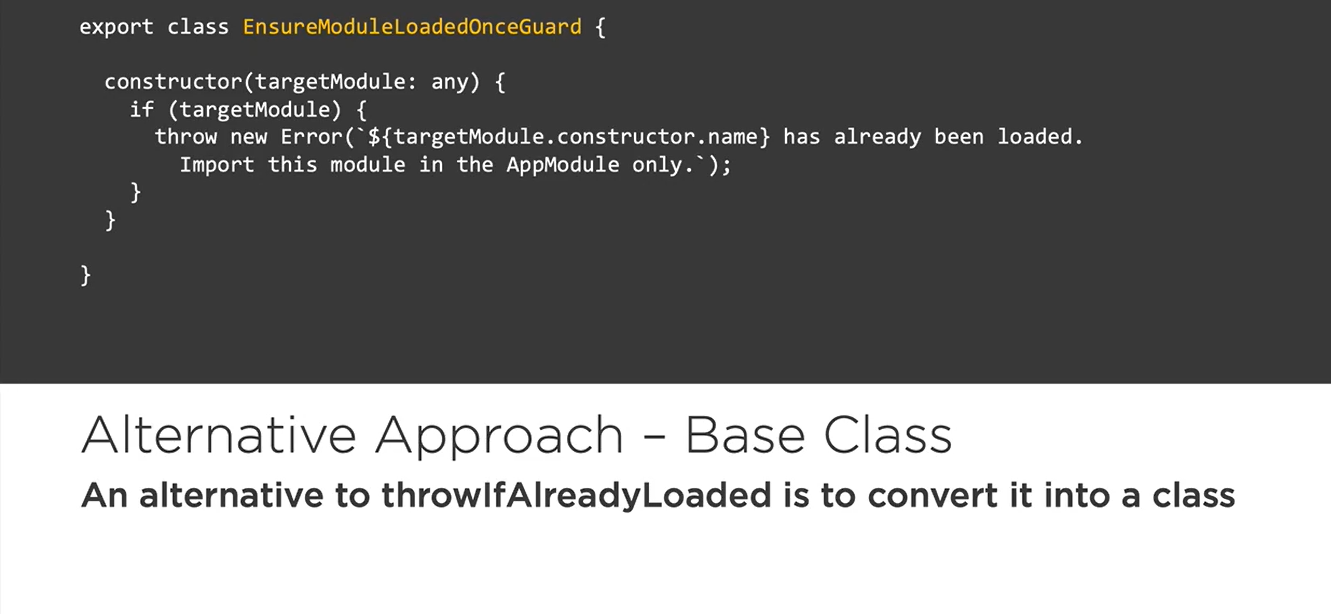 export class EnsureModuleLoadedOnceGuard {
constructor(targetModule: any) {
if (targetModule) {
throw new Error(`${targetModule.constructor.name} has already been loaded.
Import this module in the AppModule only.`);
}
}
}
Alternative Approach – Base Class
An alternative to throwIfAlreadyLoaded is to convert it into a class